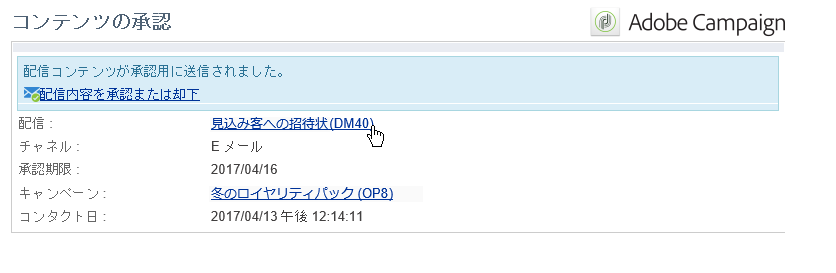 コンテンツの承認
Adobe Campaign
配信コンテンツが承認用に送信されました。
配信内容を承認または却下
配信 : 見込み客への招待状(DM40)
チャネル : E メール
承認期限 : 2017/04/16
キャンペーン : 冬のロイヤリティパック (OP8)
コンタクト日 : 2017/04/13 午後 12:14:11